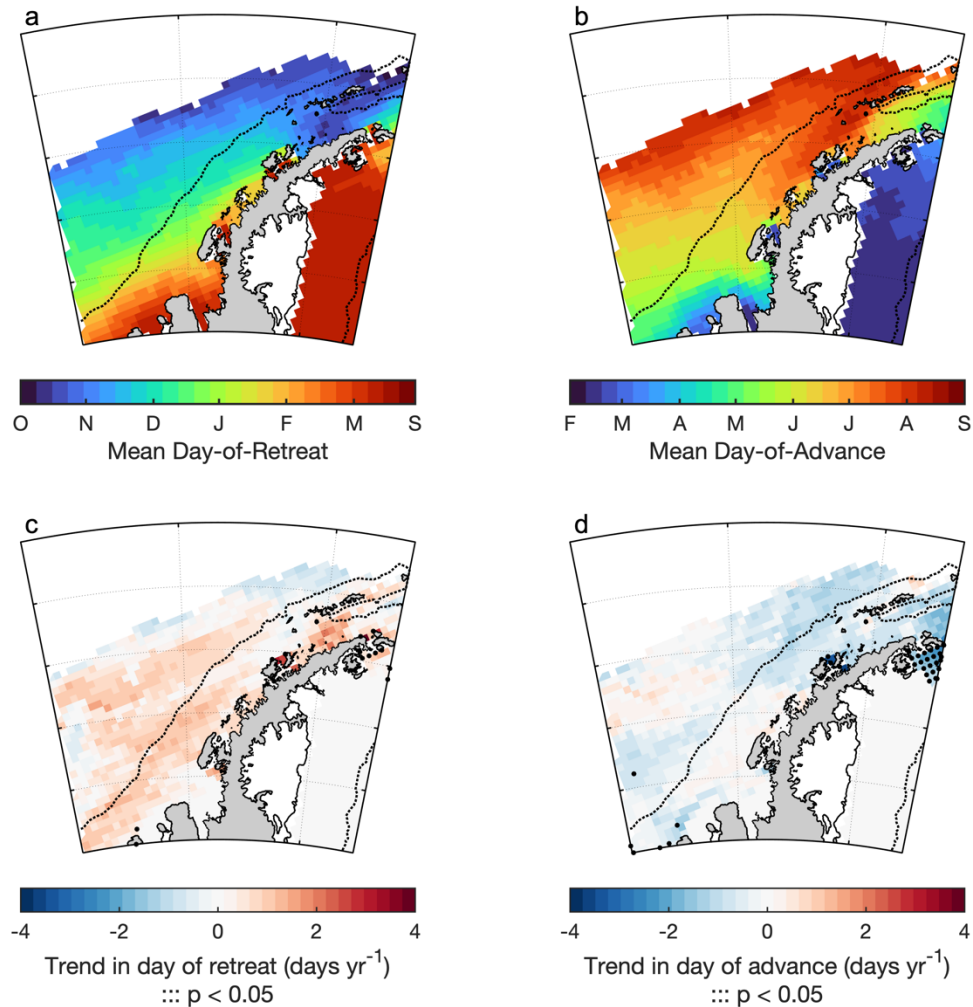 a
b
O N D J F M S
Mean Day-of-Retreat
F M A M J J A S
Mean Day-of-Advance
c
d
-4 -2 0 2 4
Trend in day of retreat (days yr⁻¹)
::: p < 0.05
-4 -2 0 2 4
Trend in day of advance (days yr⁻¹)
::: p < 0.05